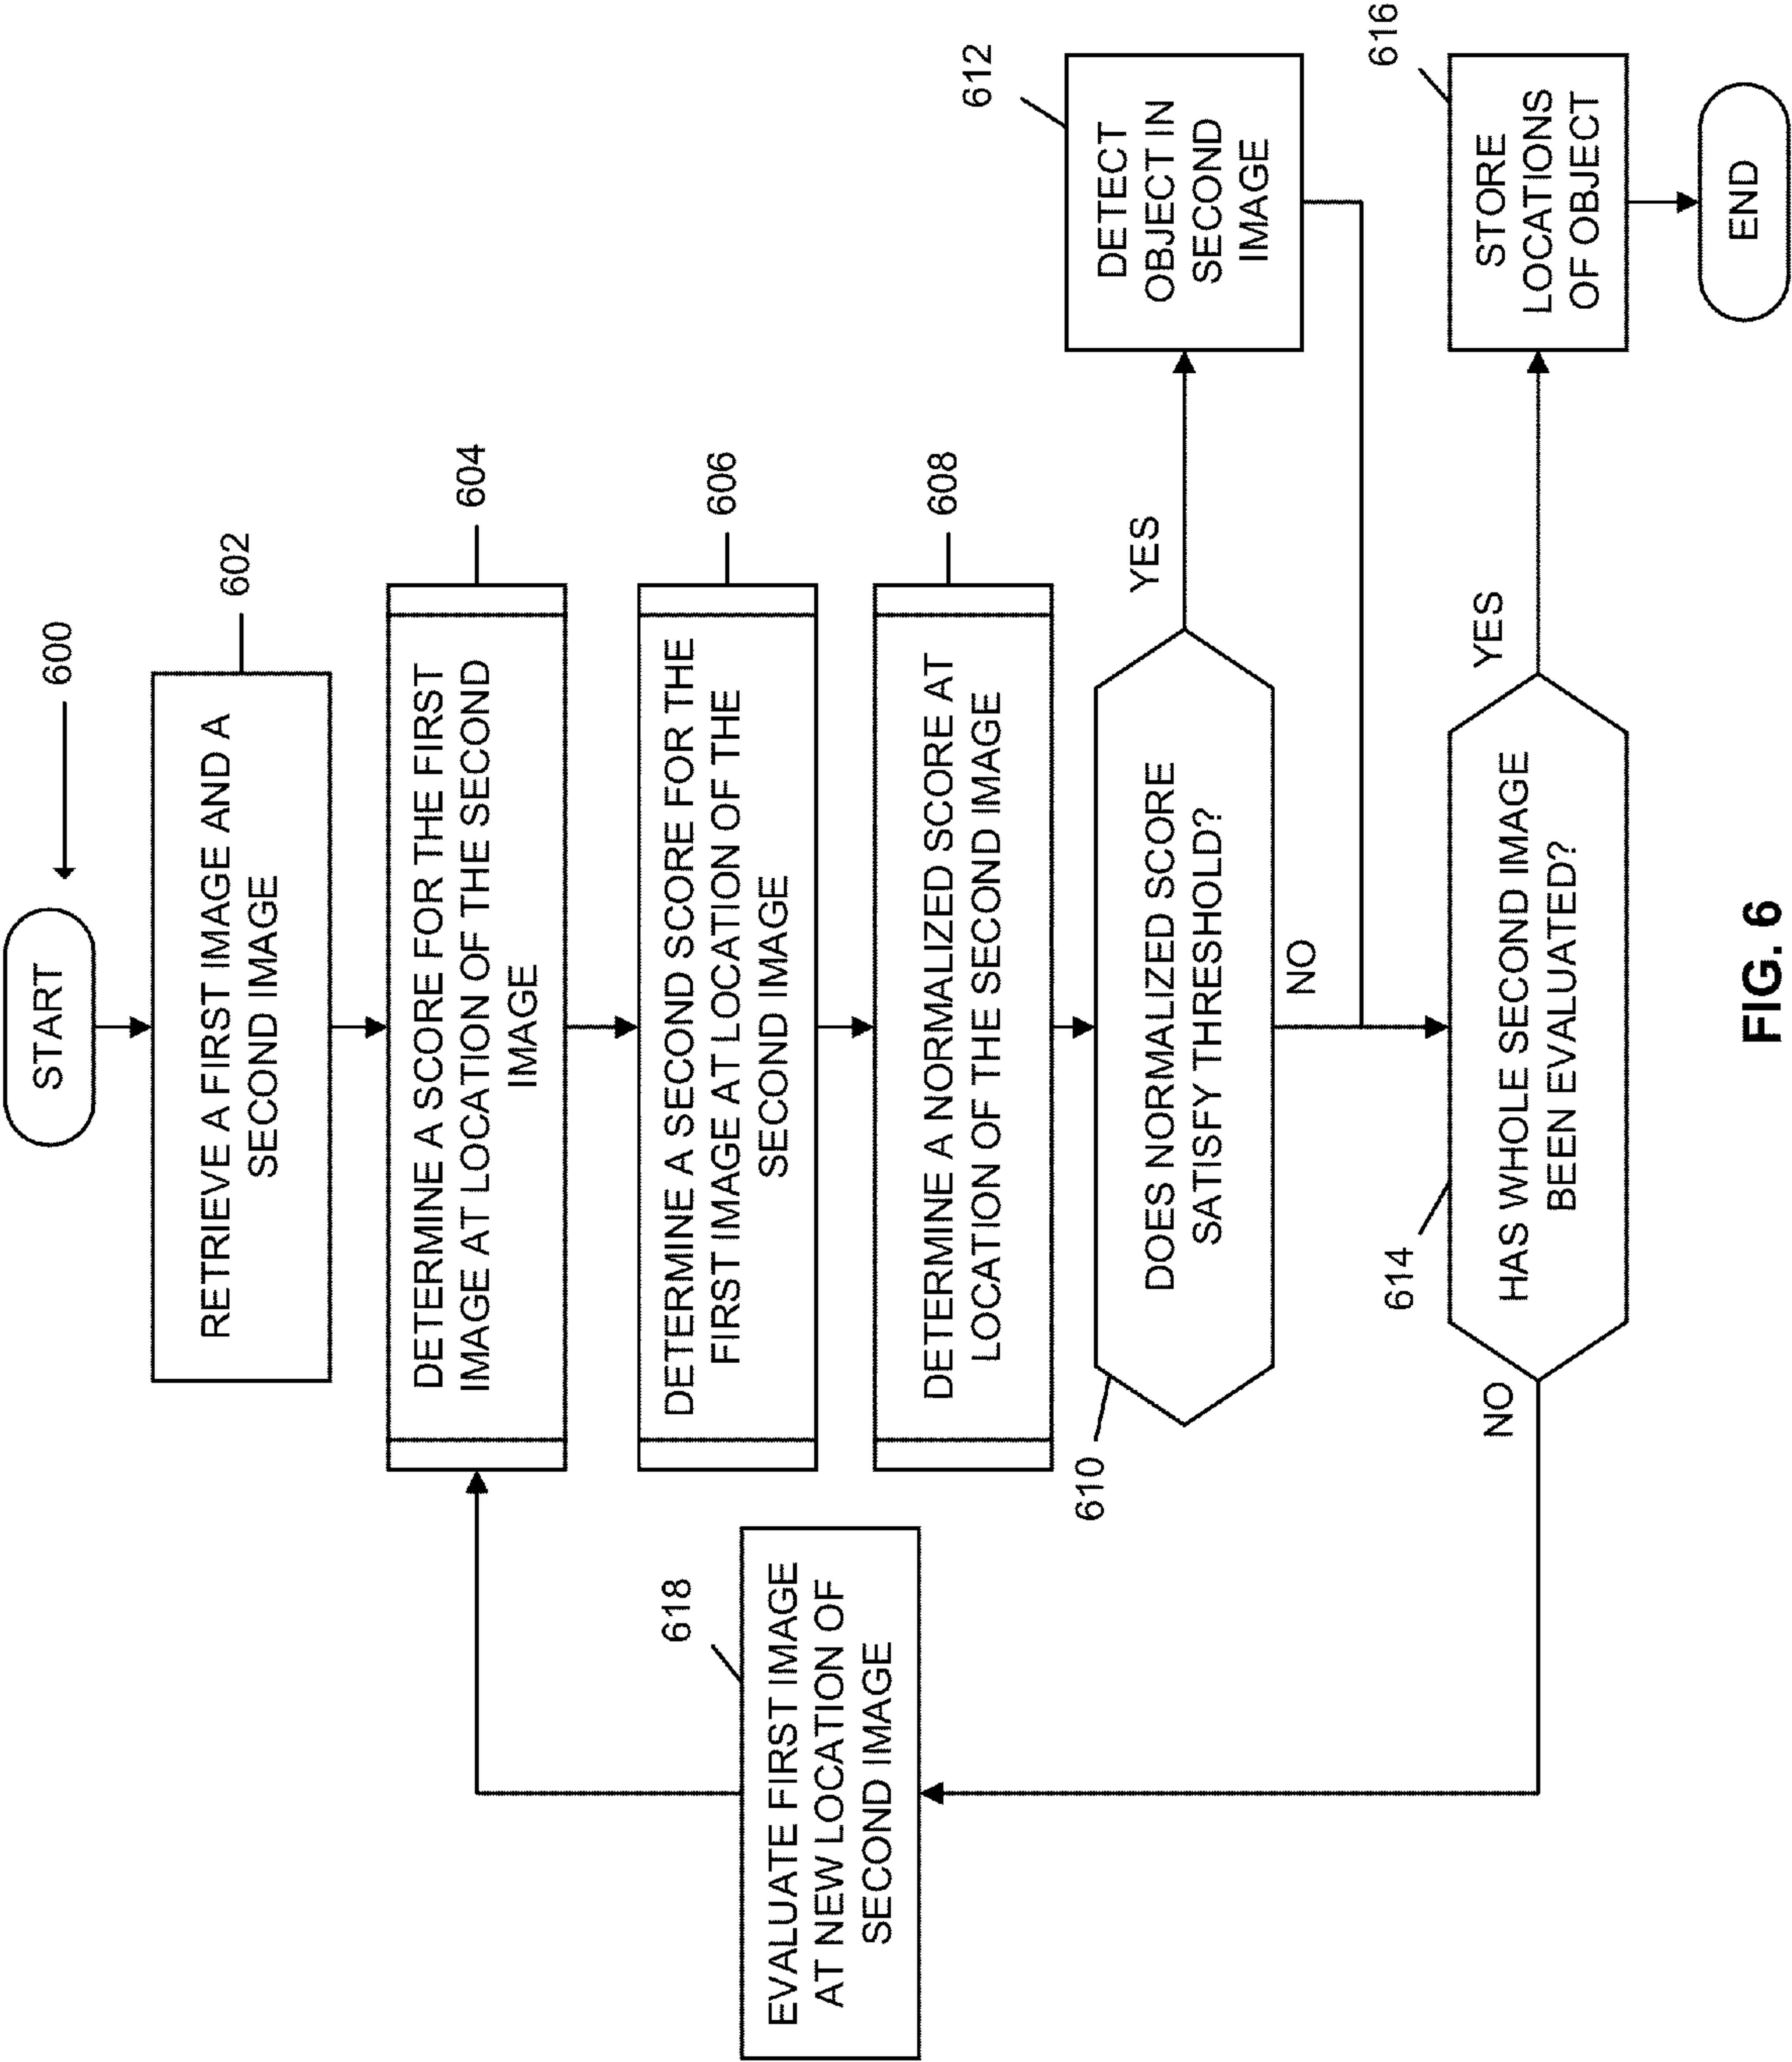 START
600
RETRIEVE A FIRST IMAGE AND A
SECOND IMAGE
602
DETERMINE A SCORE FOR THE FIRST
IMAGE AT LOCATION OF THE SECOND
IMAGE
604
DETERMINE A SECOND SCORE FOR THE
FIRST IMAGE AT LOCATION OF THE
SECOND IMAGE
606
618
EVALUATE FIRST IMAGE
AT NEW LOCATION OF
SECOND IMAGE
DETERMINE A NORMALIZED SCORE AT
LOCATION OF THE SECOND IMAGE
608
610
DOES NORMALIZED SCORE
SATISFY THRESHOLD?
YES
NO
612
DETECT
OBJECT IN
SECOND
IMAGE
614
HAS WHOLE SECOND IMAGE
BEEN EVALUATED?
NO
YES
616
STORE
LOCATIONS
OF OBJECT
END
FIG. 6